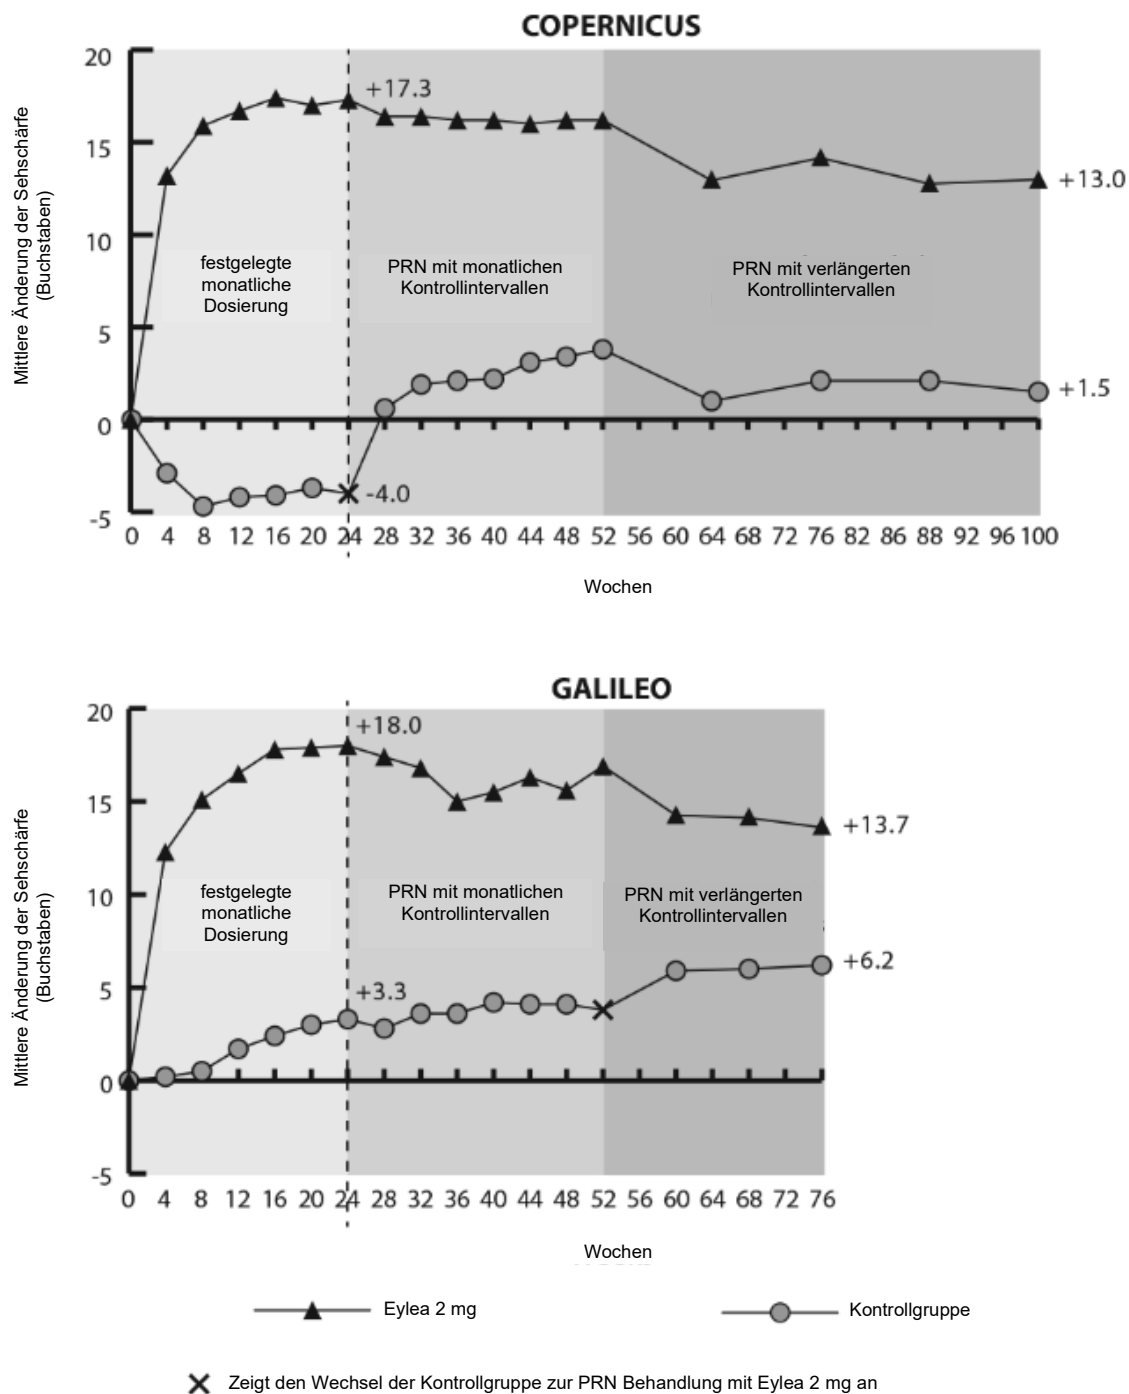 COPERNICUS
Mittlere Änderung der Sehschärfe
(Buchstaben)
20
15
10
5
0
-5
+17.3
+13.0
festgelegte
monatliche
Dosierung
PRN mit monatlichen
Kontrollintervallen
PRN mit verlängerten
Kontrollintervallen
+1.5
-4.0
0 4 8 12 16 20 24 28 32 36 40 44 48 52 56 60 64 68 72 76 82 86 88 92 96 100
Wochen
GALILEO
Mittlere Änderung der Sehschärfe
(Buchstaben)
20
15
10
5
0
-5
+18.0
+13.7
festgelegte
monatliche
Dosierung
PRN mit monatlichen
Kontrollintervallen
PRN mit verlängerten
Kontrollintervallen
+6.2
+3.3
0 4 8 12 16 20 24 28 32 36 40 44 48 52 60 64 68 72 76
Wochen
Eylea 2 mg
Kontrollgruppe
Zeigt den Wechsel der Kontrollgruppe zur PRN Behandlung mit Eylea 2 mg an